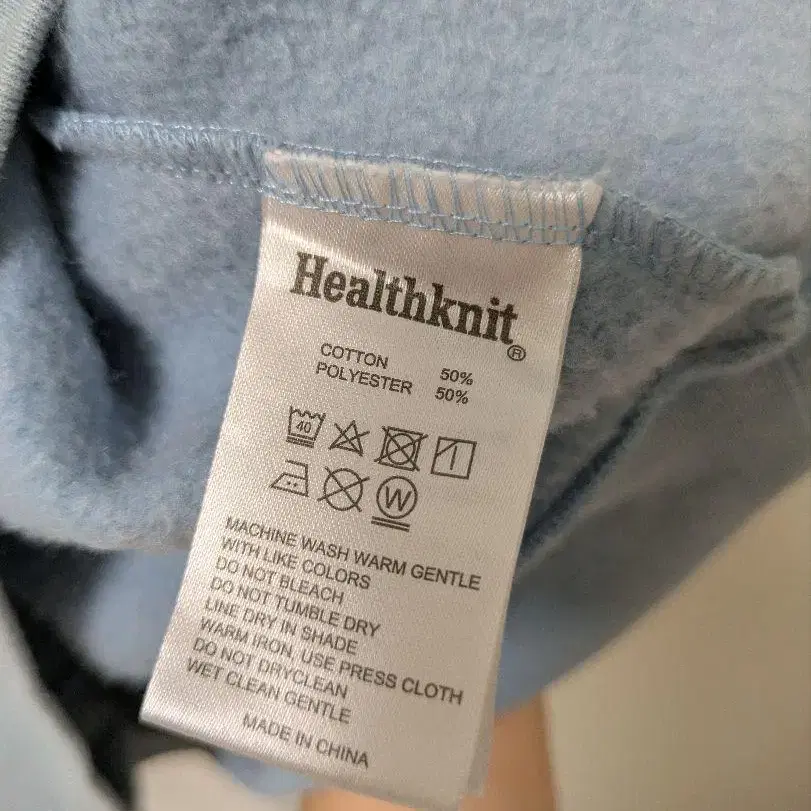 Healthknit®
COTTON 50%
POLYESTER 50%
40
W
MACHINE WASH WARM GENTLE
WITH LIKE COLORS
DO NOT BLEACH
DO NOT TUMBLE DRY
LINE DRY IN SHADE
WARM IRON. USE PRESS CLOTH
DO NOT DRYCLEAN
WET CLEAN GENTLE
MADE IN CHINA